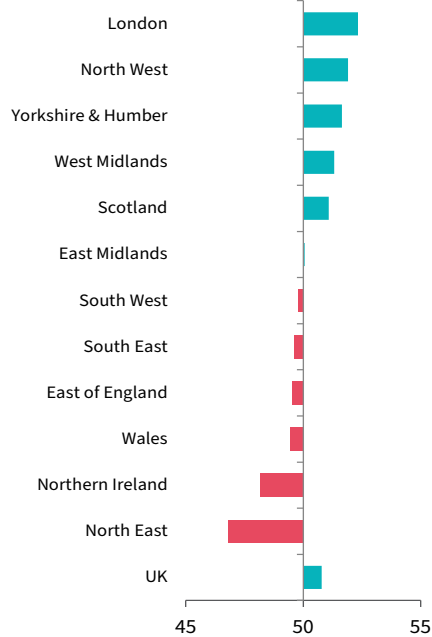 London
North West
Yorkshire & Humber
West Midlands
Scotland
East Midlands
South West
South East
East of England
Wales
Northern Ireland
North East
UK
45 50 55